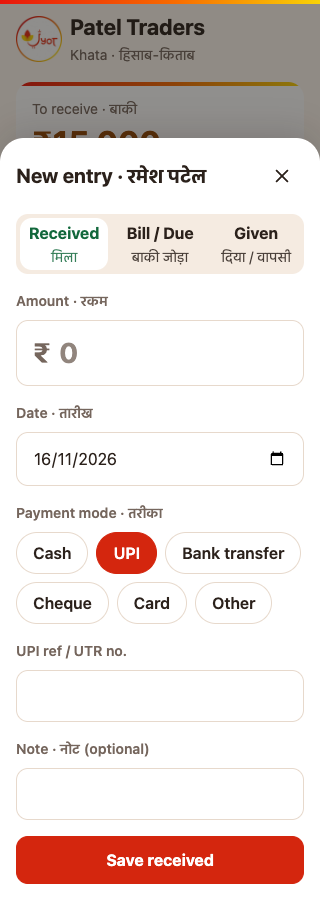 Jyot
Patel Traders
Khata · हिसाब-किताब
To receive · बाकी
New entry · रमेश पटेल
Received
मिला
Bill / Due
बाकी जोड़ा
Given
दिया / वापसी
Amount · रकम
₹ 0
Date · तारीख
16/11/2026
Payment mode · तरीका
Cash
UPI
Bank transfer
Cheque
Card
Other
UPI ref / UTR no.
Note · नोट (optional)
Save received